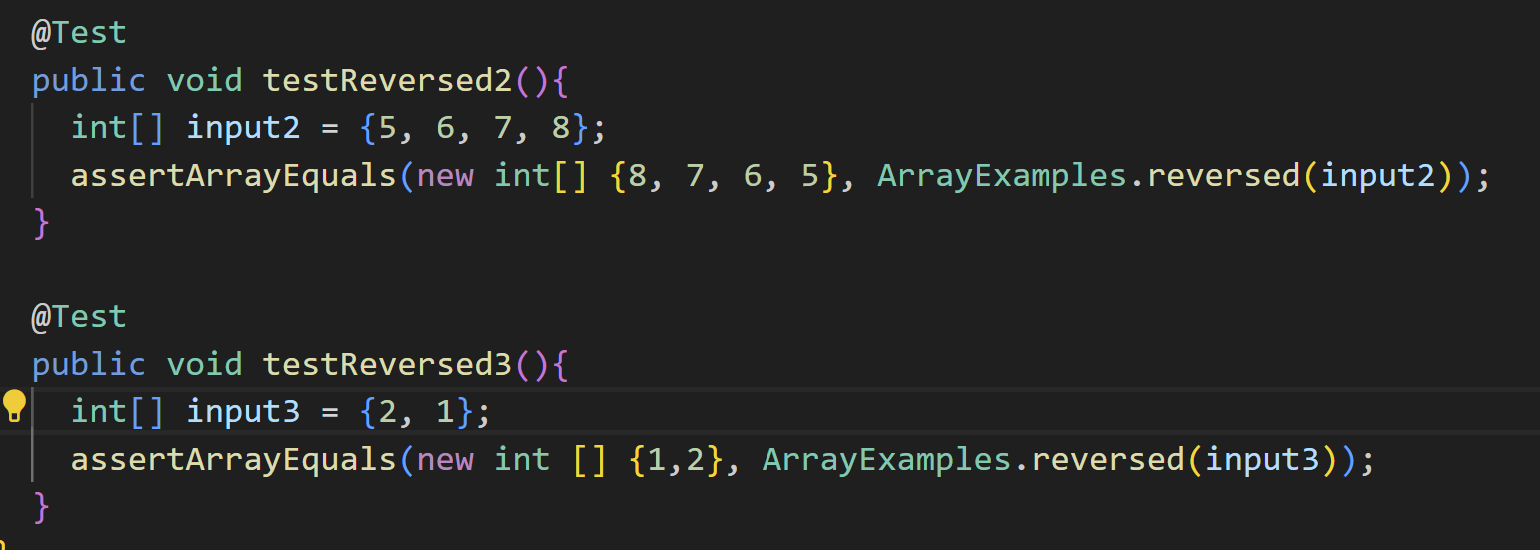 @Test
public void testReversed2(){
int[] input2 = {5, 6, 7, 8};
assertArrayEquals(new int[] {8, 7, 6, 5}, ArrayExamples.reversed(input2));
}
@Test
public void testReversed3(){
int[] input3 = {2, 1};
assertArrayEquals(new int [] {1,2}, ArrayExamples.reversed(input3));
}
}